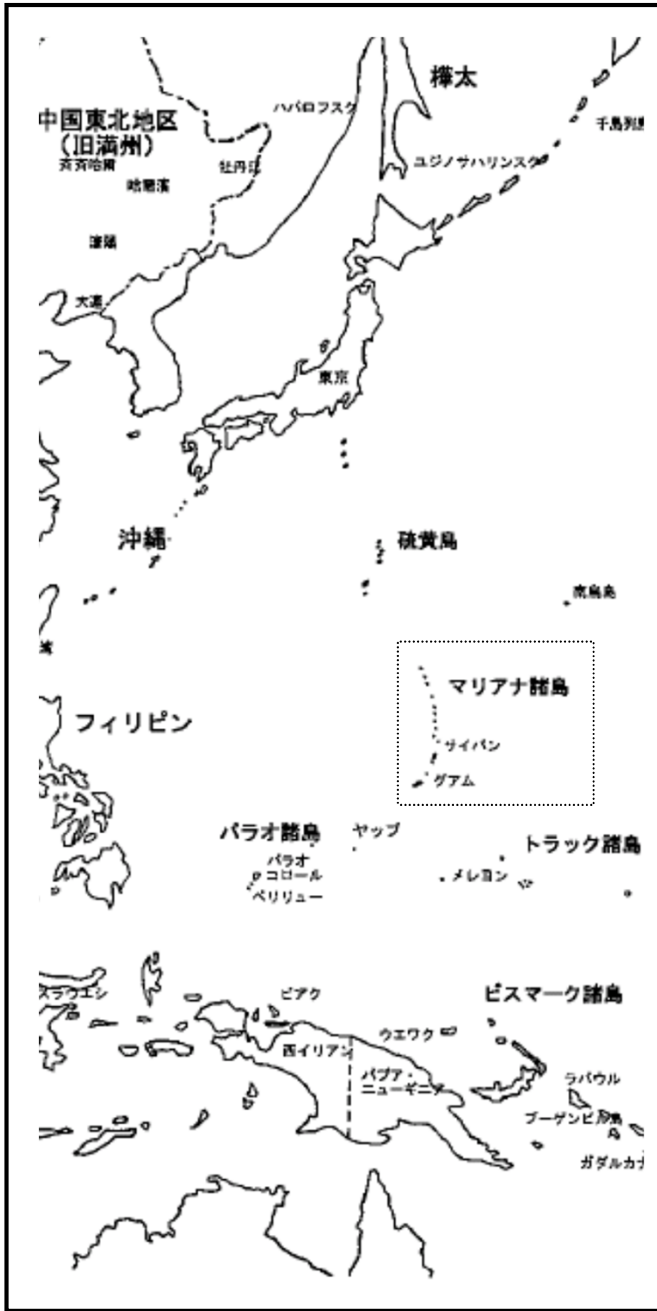 樺太
ハバロフスク
千島列島
中国東北地区
（旧満州）
牡丹江
ユジノサハリンスク
斉斉哈爾
哈爾濱
瀋陽
大連
東京
沖縄
硫黄島
南鳥島
湾
マリアナ諸島
フィリピン
サイパン
グアム
パラオ諸島
ヤップ
トラック諸島
パラオ
コロール
メレヨン
ペリリュー
スラウエシ
ビアク
ビスマーク諸島
ウエワク
西イリアン
パプア・
ニューギニア
ラバウル
ブーゲンビル島
ガダルカナ